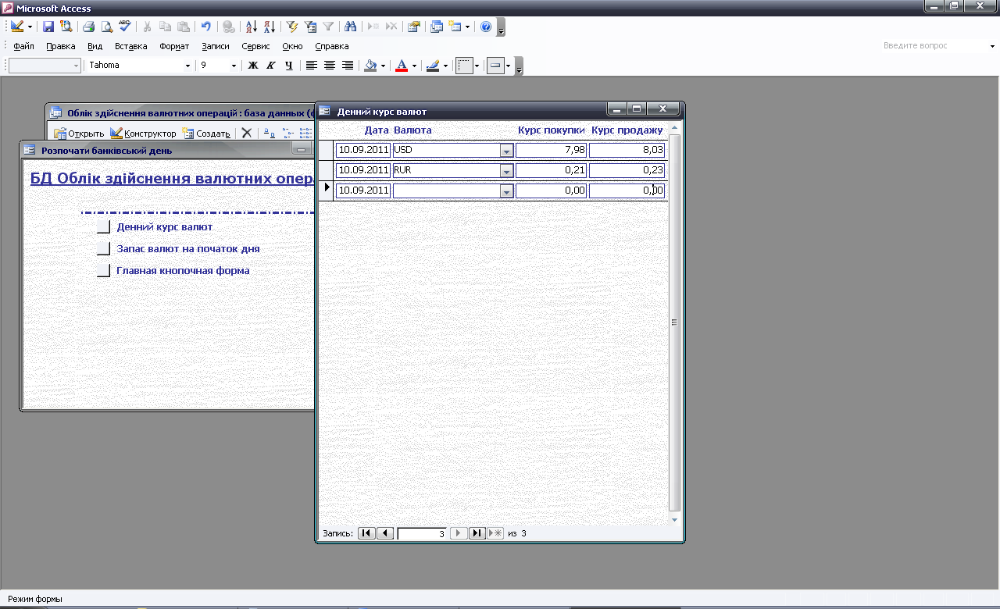 Microsoft Access
Файл Правка Вид Вставка Формат Записи Сервис Окно Справка
Введите вопрос
Tahoma 9 Ж К Ч
Облік здійснення валютних операцій : база данных (ф
Открыть Конструктор Создать
Розпочати банківський день
БД Облік здійснення валютних опера
Денний курс валют
Запас валют на початок дня
Главная кнопочная форма
Денний курс валют
Дата Валюта Курс покупки Курс продажу
10.09.2011 USD 7,98 8,03
10.09.2011 RUR 0,21 0,23
10.09.2011 0,00 0,00
Запись: 3 из 3
Режим формы